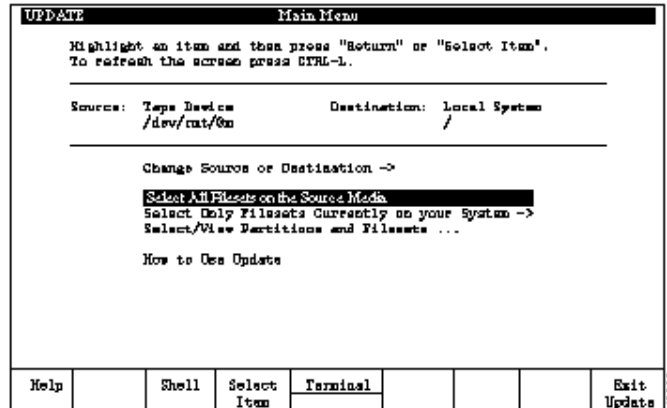 UPDATE Main Menu
Highlight an item and then press "Return" or "Select Item".
To refresh the screen press CTRL-L.
Source: Tape Device Destination: Local System
/dev/rmt/0m /
Change Source or Destination ->
Select All Filesets on the Source Media
Select Only Filesets Currently on your System ->
Select/View Partitions and Filesets ...
How to Use Update
Help Shell Select Item Terminal Exit Update